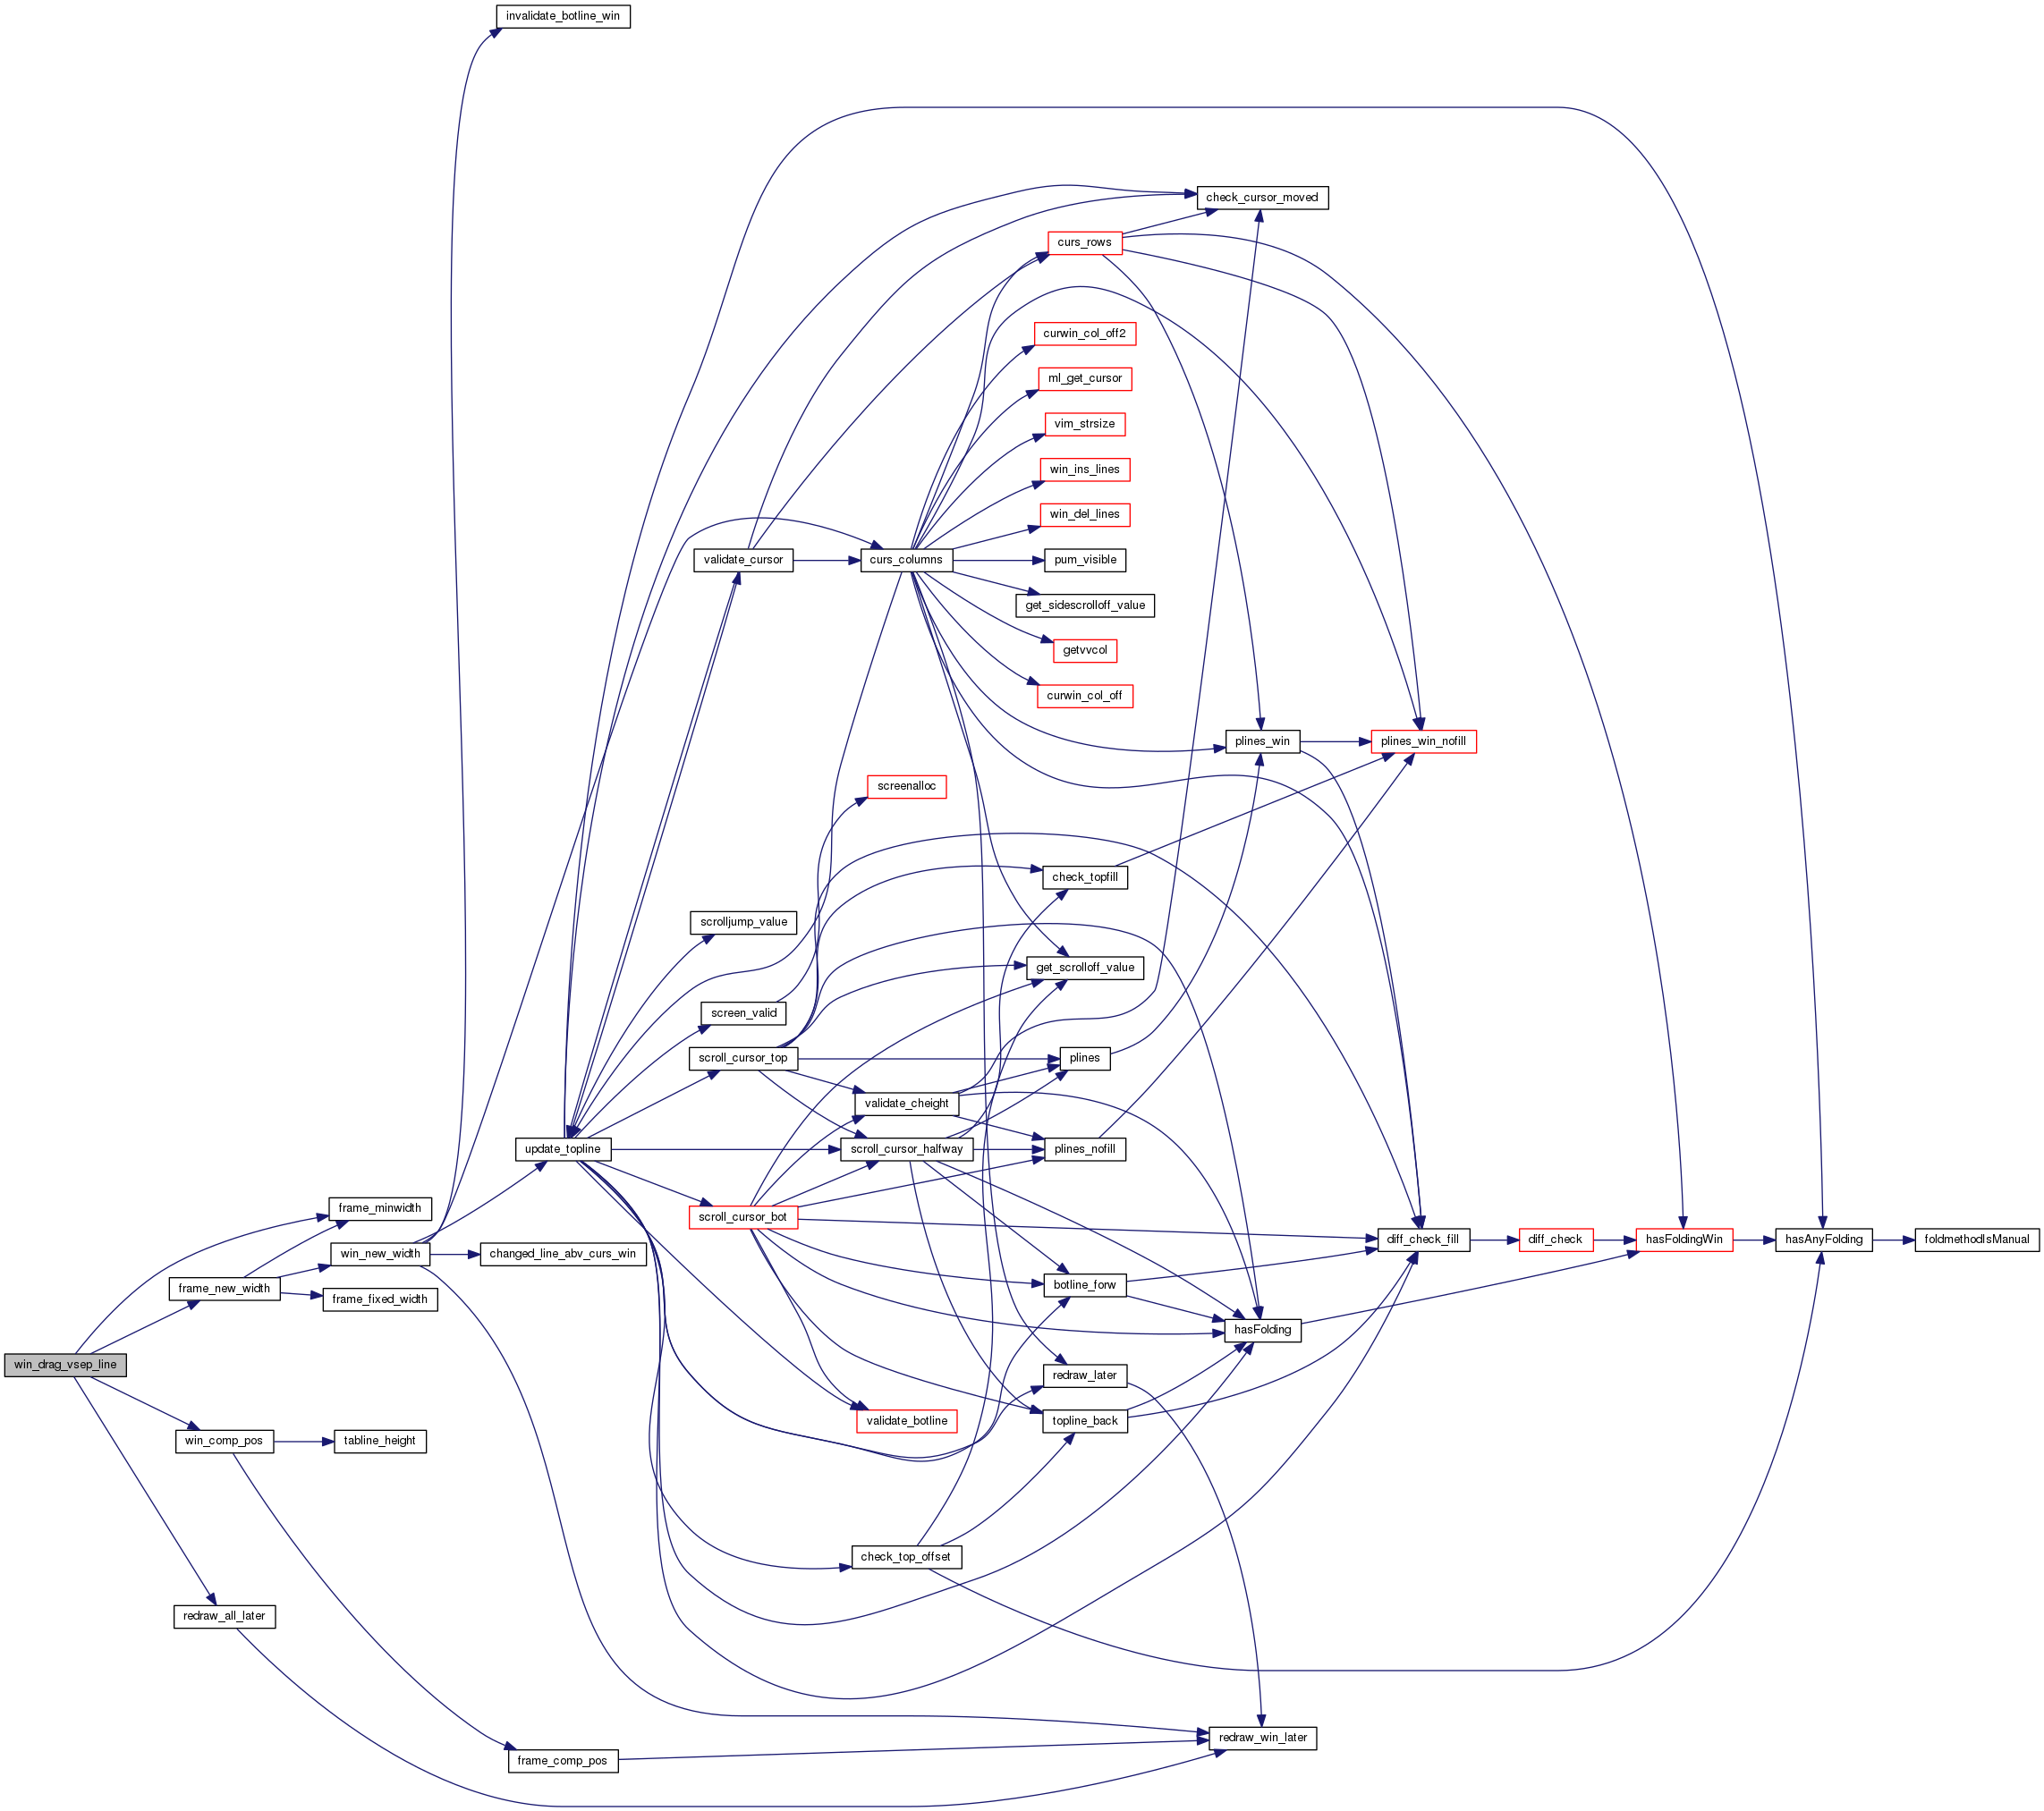 invalidate_botline_win
check_cursor_moved
curs_rows
curwin_col_off2
ml_get_cursor
vim_strsize
win_ins_lines
win_del_lines
validate_cursor
curs_columns
pum_visible
get_sidescrolloff_value
getvvcol
curwin_col_off
plines_win
plines_win_nofill
screenalloc
check_topfill
scrolljump_value
get_scrolloff_value
screen_valid
scroll_cursor_top
plines
validate_cheight
update_topline
scroll_cursor_halfway
plines_nofill
frame_minwidth
scroll_cursor_bot
win_new_width
changed_line_abv_curs_win
diff_check_fill
diff_check
hasFoldingWin
hasAnyFolding
foldmethodIsManual
frame_new_width
frame_fixed_width
botline_forw
hasFolding
win_drag_vsep_line
redraw_later
validate_botline
topline_back
win_comp_pos
tabline_height
check_top_offset
redraw_all_later
redraw_win_later
frame_comp_pos